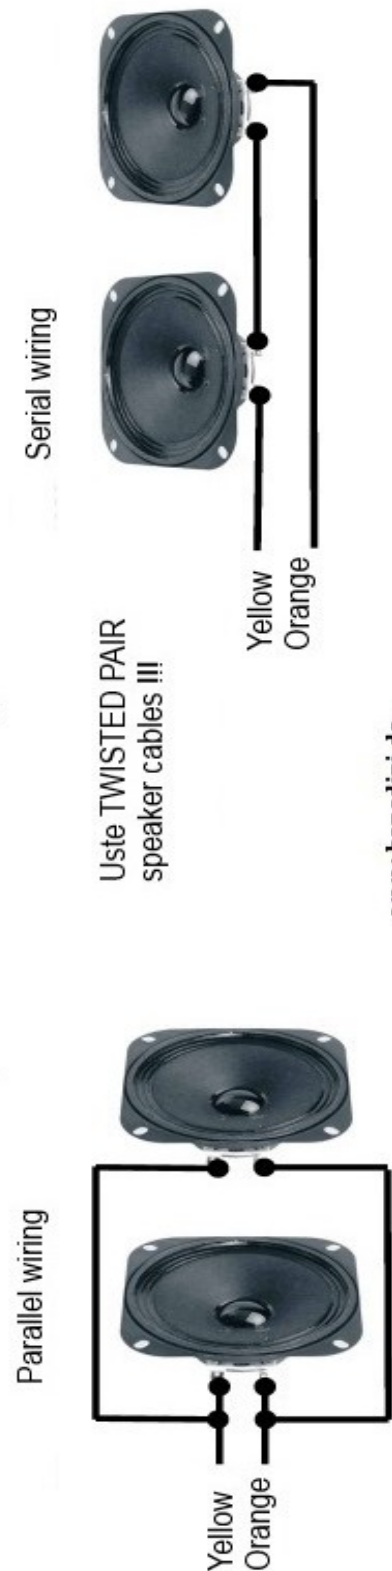 Serial wiring
Yellow
Orange
Uste TWISTED PAIR
speaker cables !!!
Parallel wiring
Yellow
Orange